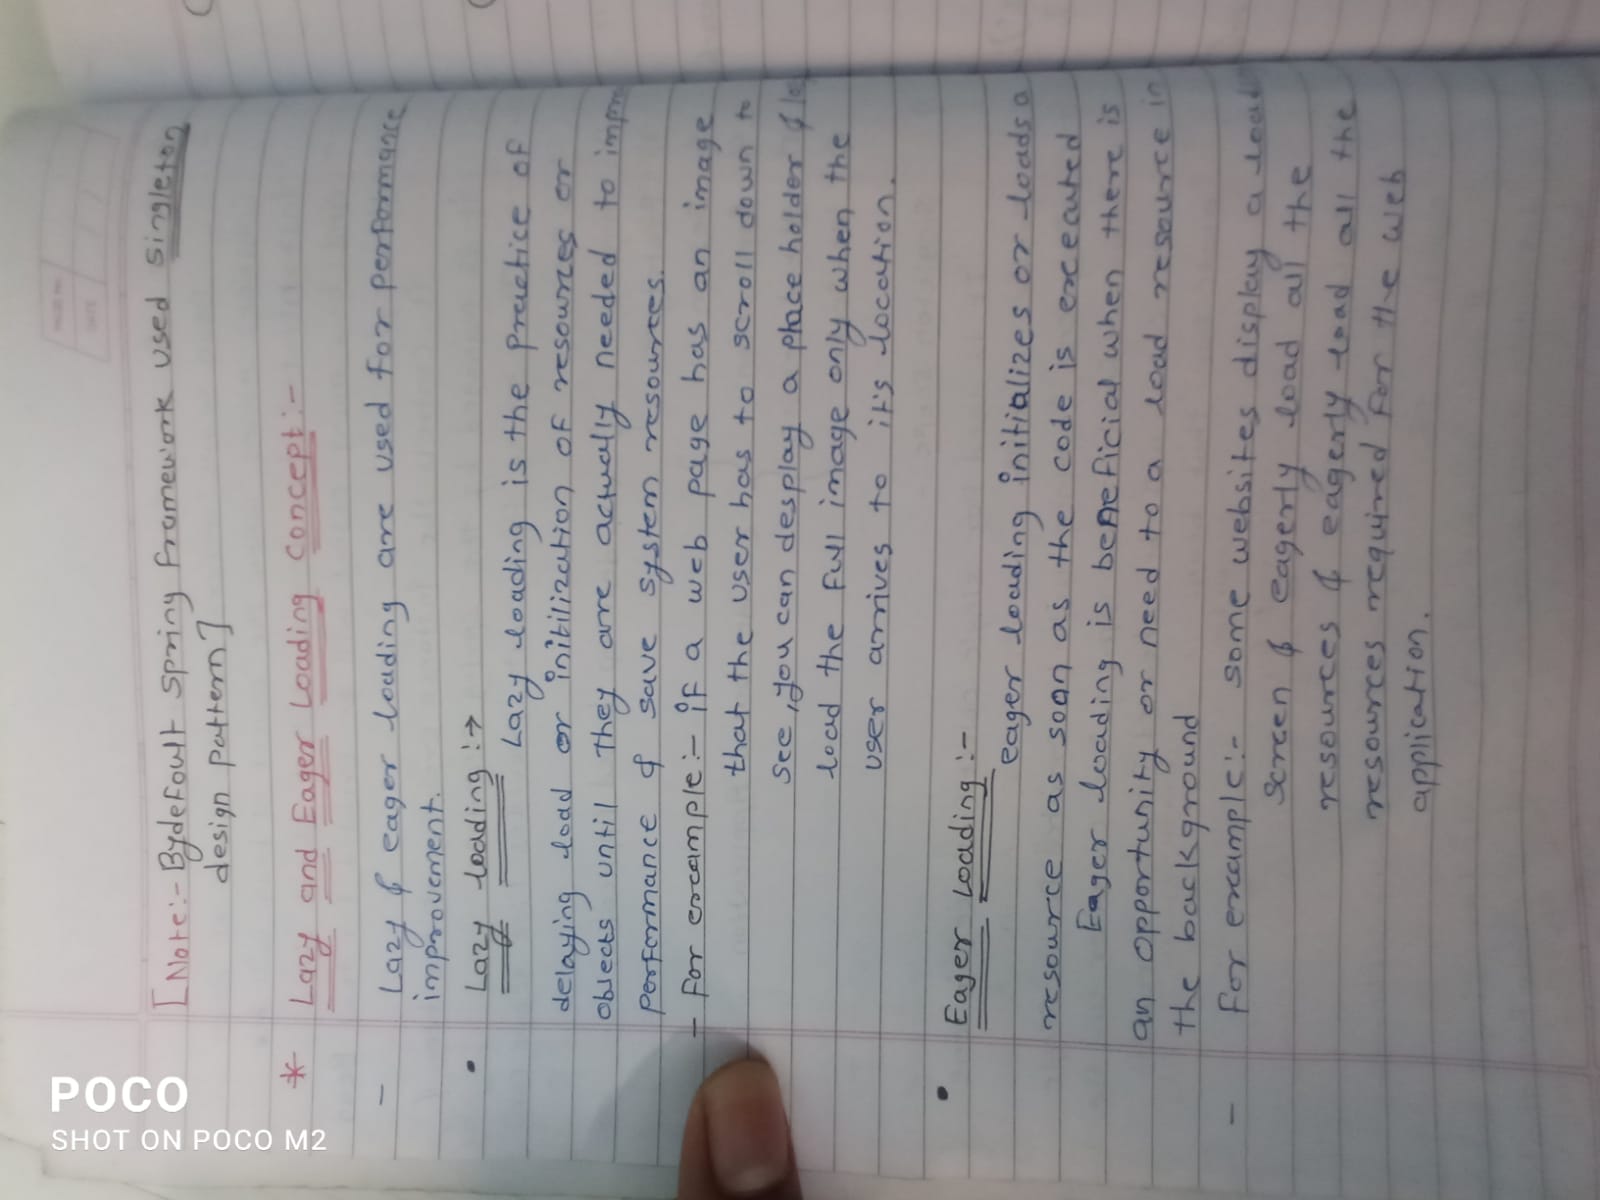 [Note:- Bydefoult Spring framework used singleton
design pattern]
* Lazy and Eager Loading Concept:-
- Lazy & eager loading are used for performance
improvement.
• Lazy loading :→
Lazy loading is the practice of
delaying load or initilization of resources or
objects until they are actually needed to
performance & save system resources.
- for example:- if a web page has an image
that the user has to scroll down to
see, you can desplay a place holder &
load the full image only when the
user arrives to it's location.
• Eager Loading :-
eager loading initializes or loads a
resource as soon as the code is executed
Eager loading is beneficial when there is
an opportunity or need to a load resource in
the background
- for example:- some websites display a load
screen & eagerly load all the
resources & eagerly load all the
resources required for the web
application.
POCO
SHOT ON POCO M2